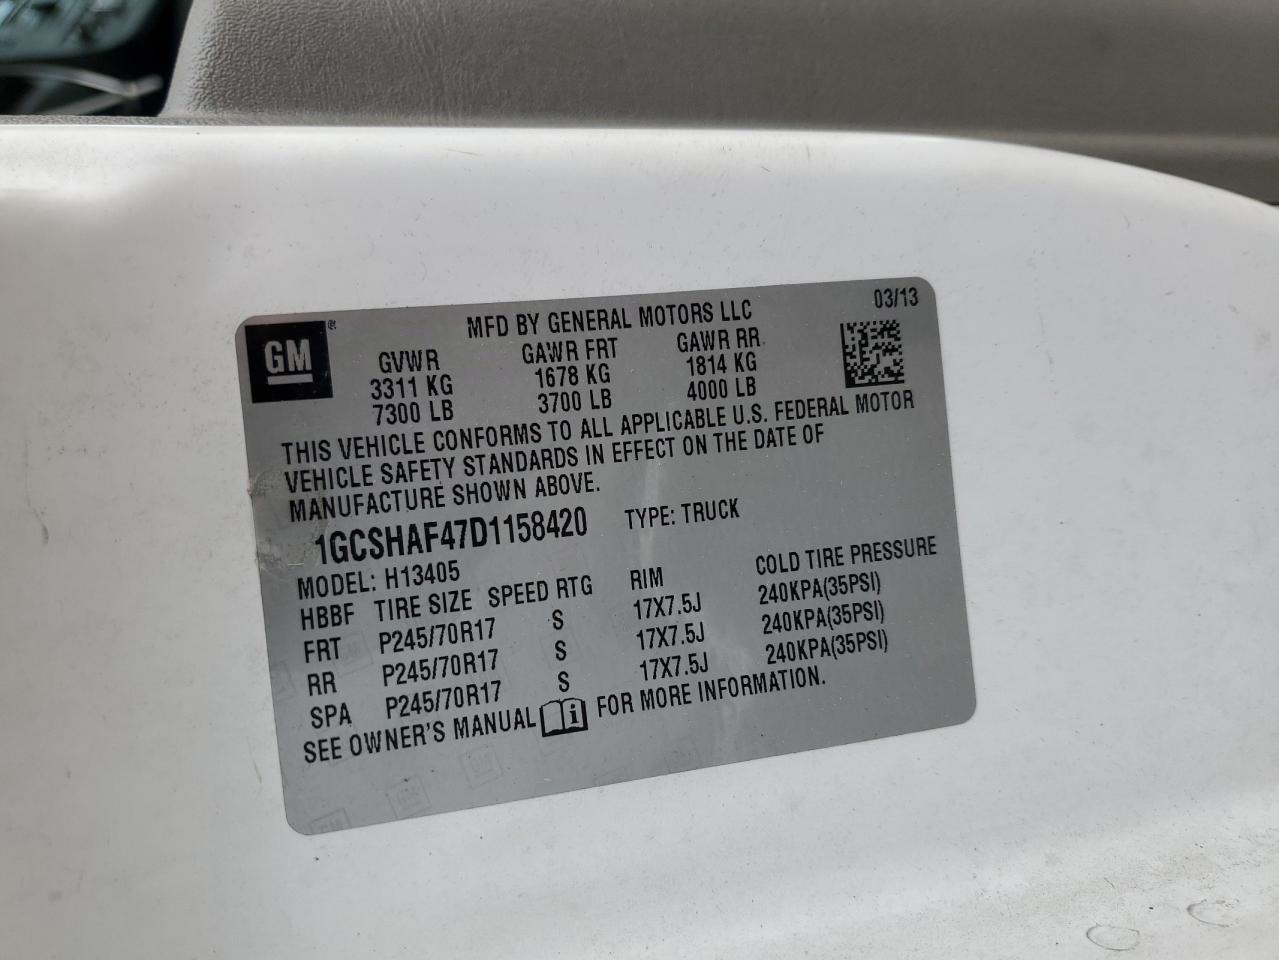 03/13
MFD BY GENERAL MOTORS LLC
GM®
GVWR GAWR FRT GAWR RR
3311 KG 1678 KG 1814 KG
7300 LB 3700 LB 4000 LB
THIS VEHICLE CONFORMS TO ALL APPLICABLE U.S. FEDERAL MOTOR
VEHICLE SAFETY STANDARDS IN EFFECT ON THE DATE OF
MANUFACTURE SHOWN ABOVE.
1GCSHAF47D1158420 TYPE: TRUCK
MODEL: H13405
HBBF TIRE SIZE SPEED RTG RIM COLD TIRE PRESSURE
FRT P245/70R17 S 17X7.5J 240KPA(35PSI)
RR P245/70R17 S 17X7.5J 240KPA(35PSI)
SPA P245/70R17 S 17X7.5J 240KPA(35PSI)
SEE OWNER'S MANUAL i FOR MORE INFORMATION.